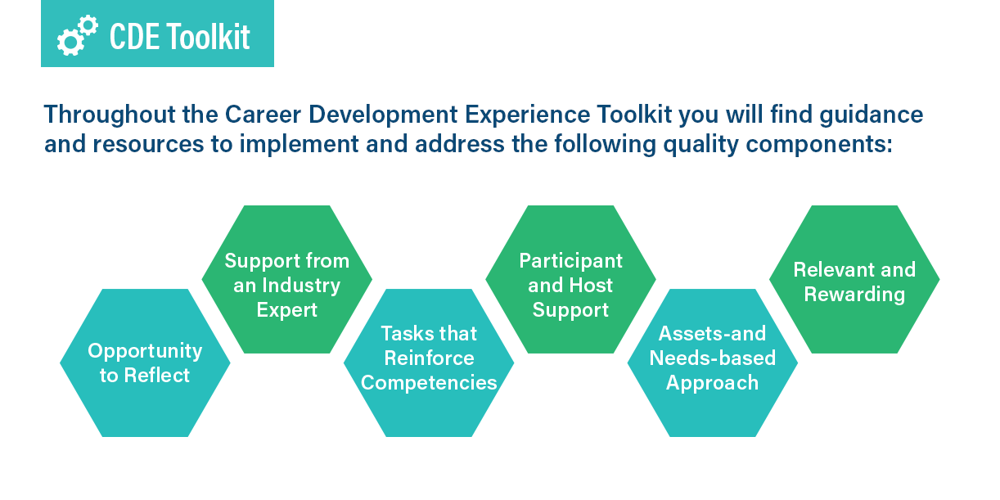 CDE Toolkit
Throughout the Career Development Experience Toolkit you will find guidance
and resources to implement and address the following quality components:
Opportunity
to Reflect
Support from
an Industry
Expert
Tasks that
Reinforce
Competencies
Participant
and Host
Support
Assets-and
Needs-based
Approach
Relevant and
Rewarding